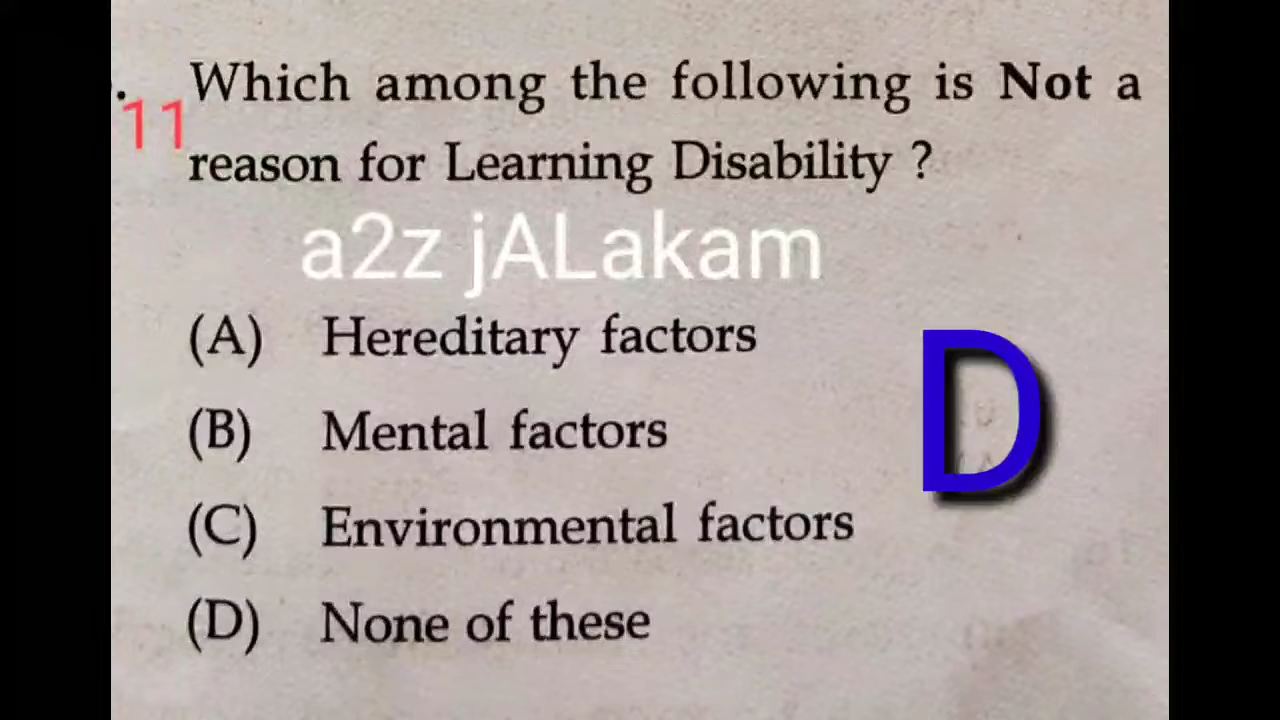 11
Which among the following is Not a
reason for Learning Disability ?
a2z jALakam
(A) Hereditary factors
(B) Mental factors
(C) Environmental factors
(D) None of these
D